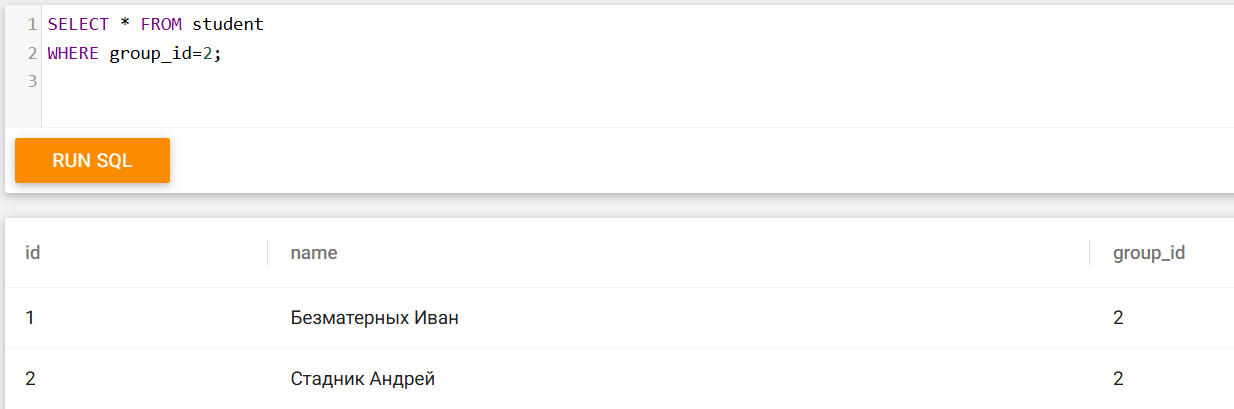 1 SELECT * FROM student
2 WHERE group_id=2;
3
RUN SQL
id name group_id
1 Безматерных Иван 2
2 Стадник Андрей 2